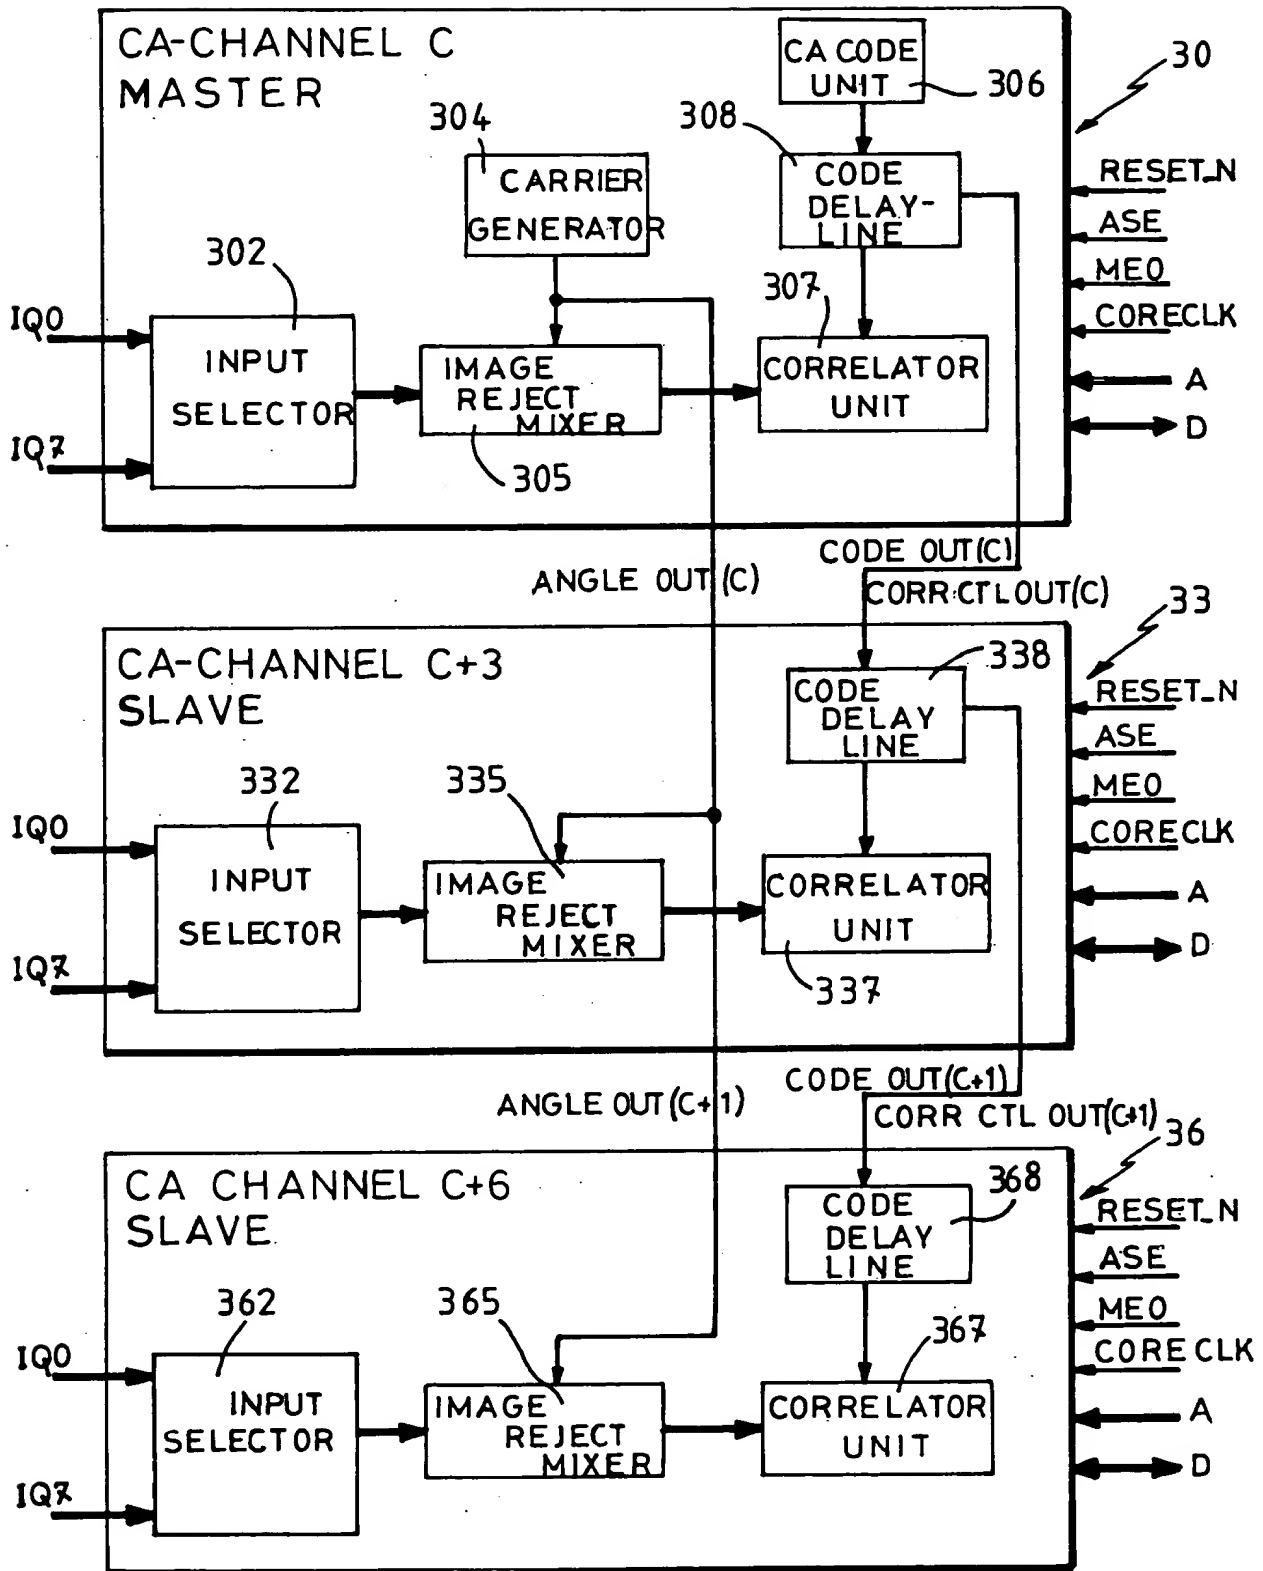 CA-CHANNEL C
MASTER
CA CODE
UNIT
306
30
304
308
CARRIER
GENERATOR
CODE
DELAY-
LINE
RESET_N
ASE
MEO
CORECLK
A
D
302
307
IQ0
IQ7
INPUT
SELECTOR
IMAGE
REJECT
MIXER
305
CORRELATOR
UNIT
ANGLE OUT (C)
CODE OUT(C)
CORR CTL OUT(C)
33
CA-CHANNEL C+3
SLAVE
338
CODE
DELAY
LINE
RESET_N
ASE
MEO
CORECLK
A
D
332
335
IQ0
IQ7
INPUT
SELECTOR
IMAGE
REJECT
MIXER
CORRELATOR
UNIT
337
ANGLE OUT(C+1)
CODE OUT(C+1)
CORR CTL OUT(C+1)
36
CA CHANNEL C+6
SLAVE
368
CODE
DELAY
LINE
RESET_N
ASE
MEO
CORE CLK
A
D
362
365
367
IQ0
IQ7
INPUT
SELECTOR
IMAGE
REJECT
MIXER
CORRELATOR
UNIT